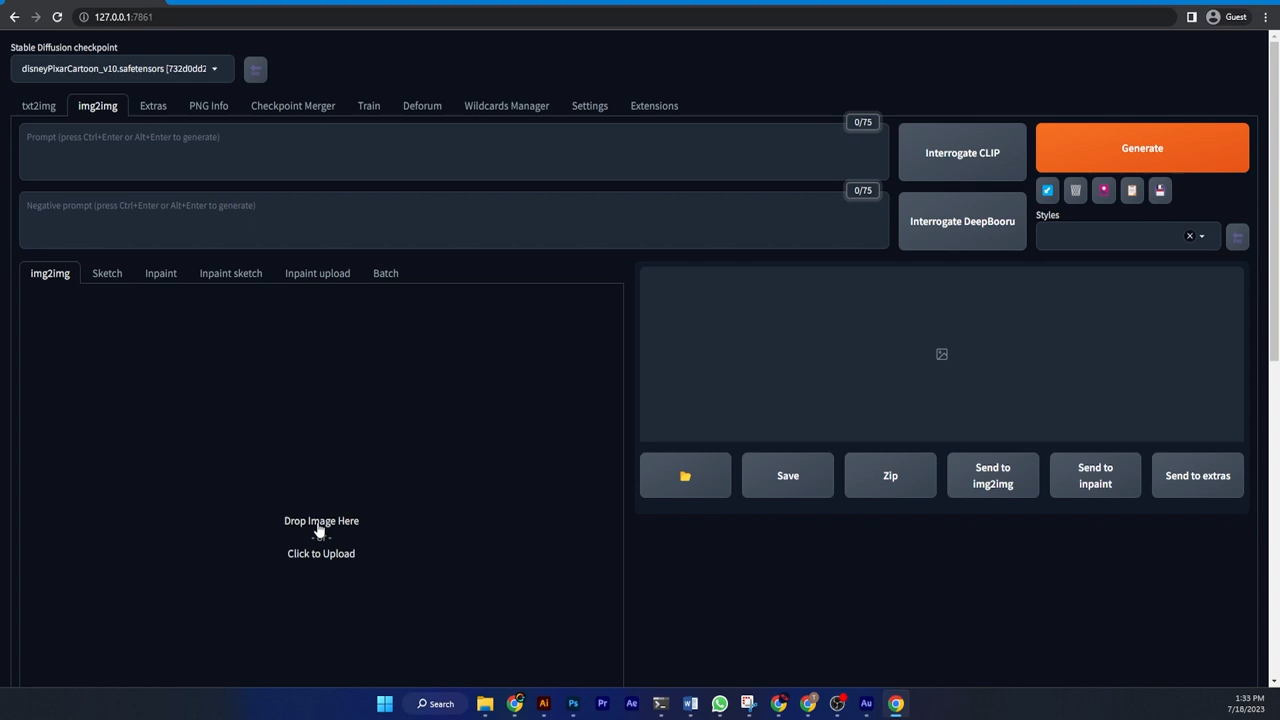 127.0.0.1:7861
Guest
Stable Diffusion checkpoint
disneyPixarCartoon_v10.safetensors [732d0dd2
txt2img img2img Extras PNG Info Checkpoint Merger Train Deforum Wildcards Manager Settings Extensions
Prompt (press Ctrl+Enter or Alt+Enter to generate)
0/75
Interrogate CLIP
Generate
Negative prompt (press Ctrl+Enter or Alt+Enter to generate)
0/75
Interrogate DeepBooru
Styles
img2img Sketch Inpaint Inpaint sketch Inpaint upload Batch
Save
Zip
Send to
img2img
Send to
inpaint
Send to extras
Drop Image Here
Click to Upload
Search
1:33 PM
7/18/2023